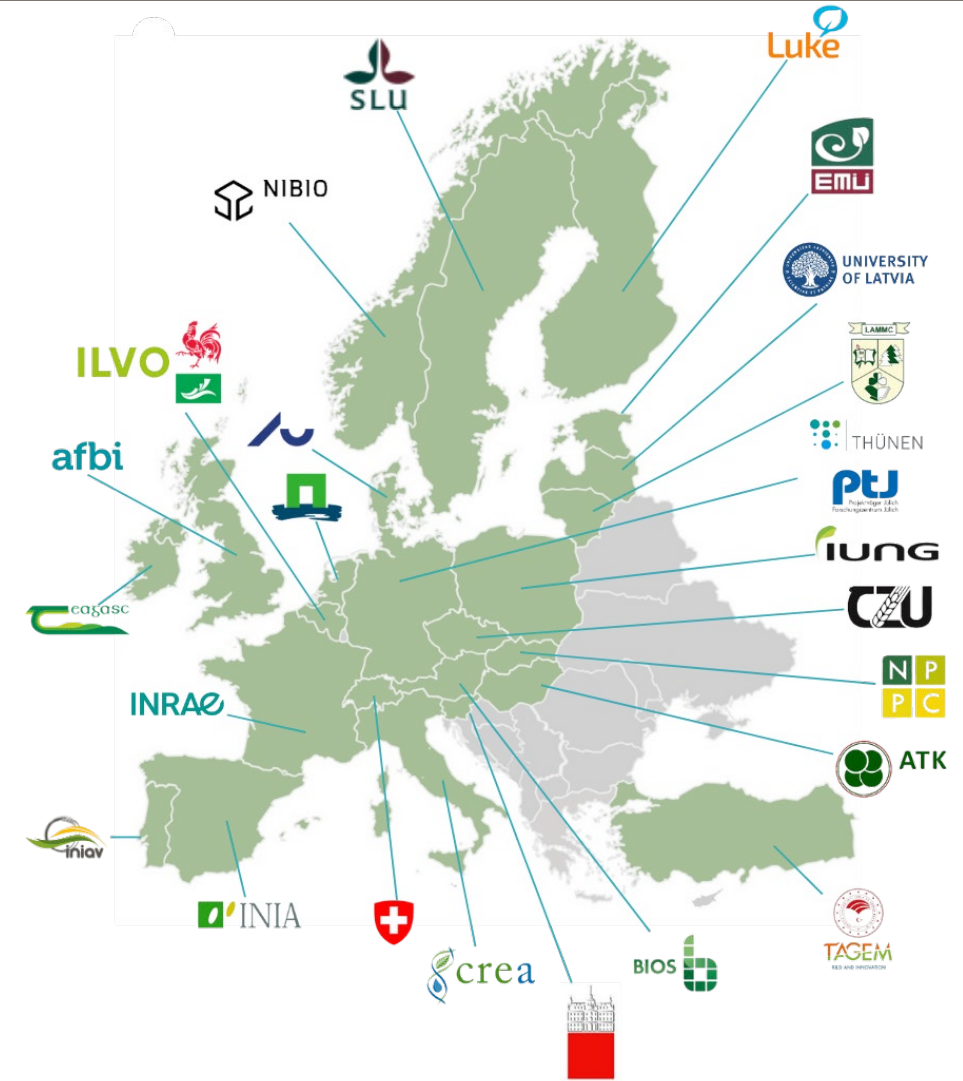 Luke
SLU
EMÜ
NIBIO
UNIVERSITY
OF LATVIA
LAMMC
ILVO
THÜNEN
afbi
PtJ
Projektträger Jülich
Forschungszentrum Jülich
IUNG
CZU
eagasc
N P
P C
INRAE
ATK
iniav
INIA
TAGEM
R&D AND INNOVATION
crea
BIOS